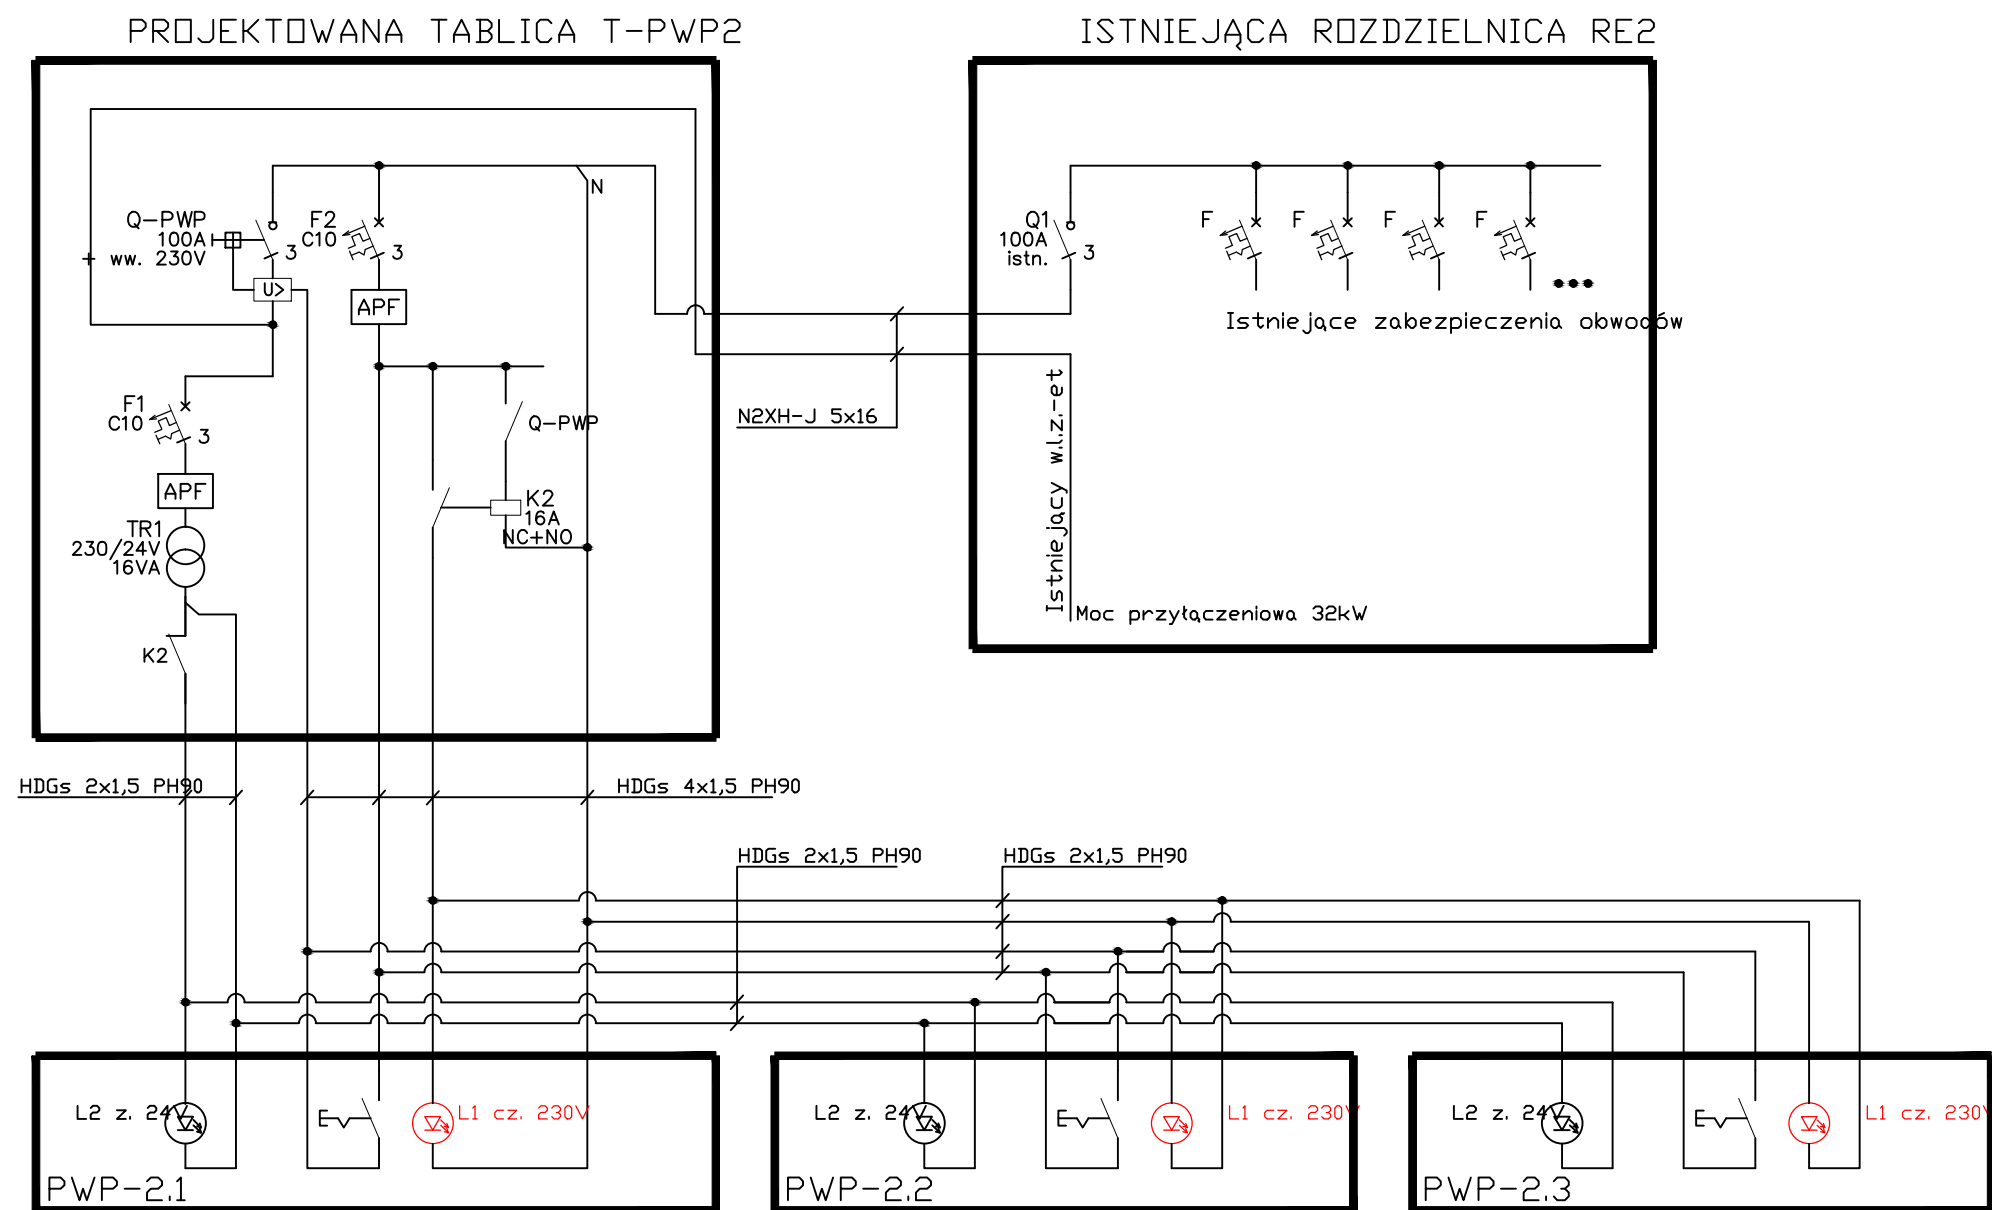 PROJEKTOWANA TABLICA T-PWP2
ISTNIEJĄCA ROZDZIELNICA RE2
N
Q-PWP
100A
+ ww. 230V
3
U>
F2
C10
3
APF
Q1
100A
istn.
3
F
F
F
F
Istniejące zabezpieczenia obwodów
F1
C10
3
APF
Q-PWP
N2XH-J 5x16
K2
16A
NC+NO
TR1
230/24V
16VA
K2
Istniejący w.l.z.-et
Moc przyłączeniowa 32kW
HDGs 2x1,5 PH90
HDGs 4x1,5 PH90
HDGs 2x1,5 PH90
HDGs 2x1,5 PH90
L2 z. 24V
L1 cz. 230V
PWP-2.1
L2 z. 24V
L1 cz. 230V
PWP-2.2
L2 z. 24V
L1 cz. 230V
PWP-2.3